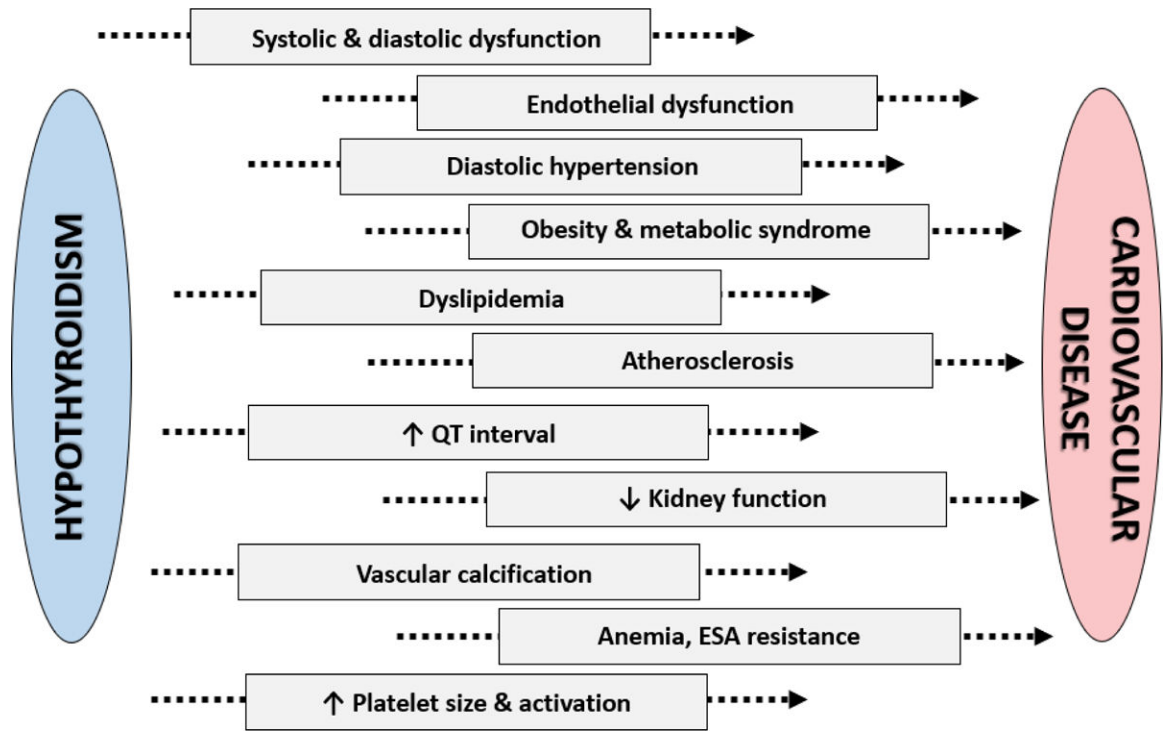 HYPOTHYROIDISM
Systolic & diastolic dysfunction
Endothelial dysfunction
Diastolic hypertension
Obesity & metabolic syndrome
Dyslipidemia
Atherosclerosis
↑ QT interval
↓ Kidney function
Vascular calcification
Anemia, ESA resistance
↑ Platelet size & activation
CARDIOVASCULAR
DISEASE